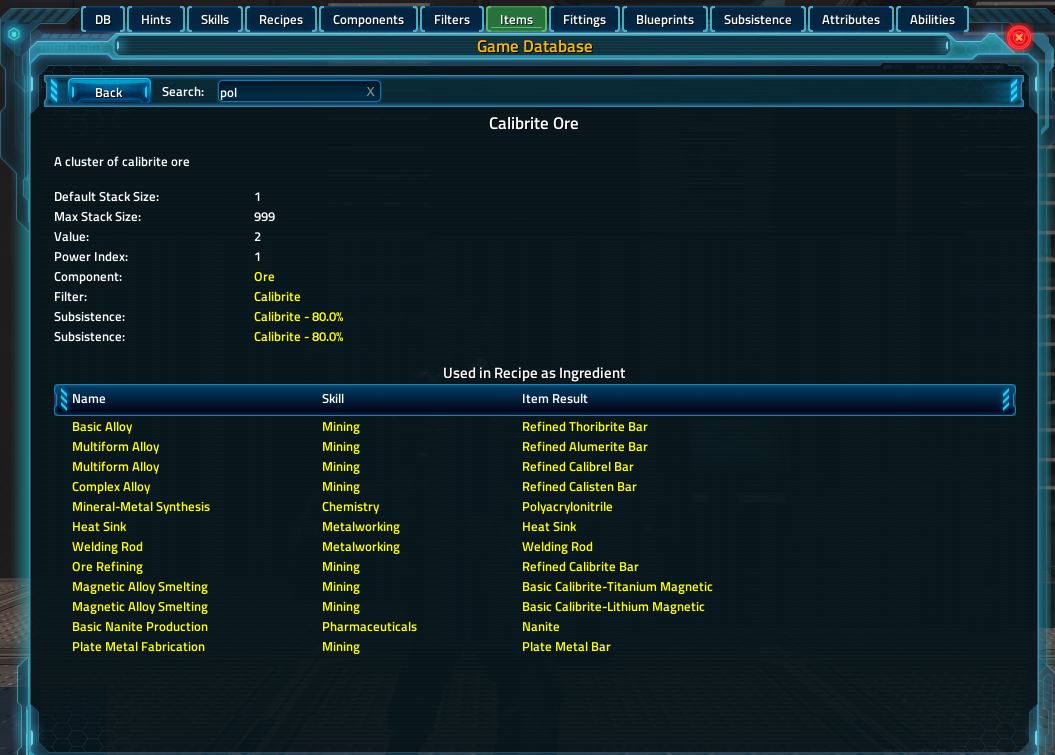 DB Hints Skills Recipes Components Filters Items Fittings Blueprints Subsistence Attributes Abilities
Game Database
Back Search: pol X
Calibrite Ore
A cluster of calibrite ore
Default Stack Size: 1
Max Stack Size: 999
Value: 2
Power Index: 1
Component: Ore
Filter: Calibrite
Subsistence: Calibrite - 80.0%
Subsistence: Calibrite - 80.0%
Used in Recipe as Ingredient
Name Skill Item Result
Basic Alloy Mining Refined Thoribrite Bar
Multiform Alloy Mining Refined Alumerite Bar
Multiform Alloy Mining Refined Calibrel Bar
Complex Alloy Mining Refined Calisten Bar
Mineral-Metal Synthesis Chemistry Polyacrylonitrile
Heat Sink Metalworking Heat Sink
Welding Rod Metalworking Welding Rod
Ore Refining Mining Refined Calibrite Bar
Magnetic Alloy Smelting Mining Basic Calibrite-Titanium Magnetic
Magnetic Alloy Smelting Mining Basic Calibrite-Lithium Magnetic
Basic Nanite Production Pharmaceuticals Nanite
Plate Metal Fabrication Mining Plate Metal Bar